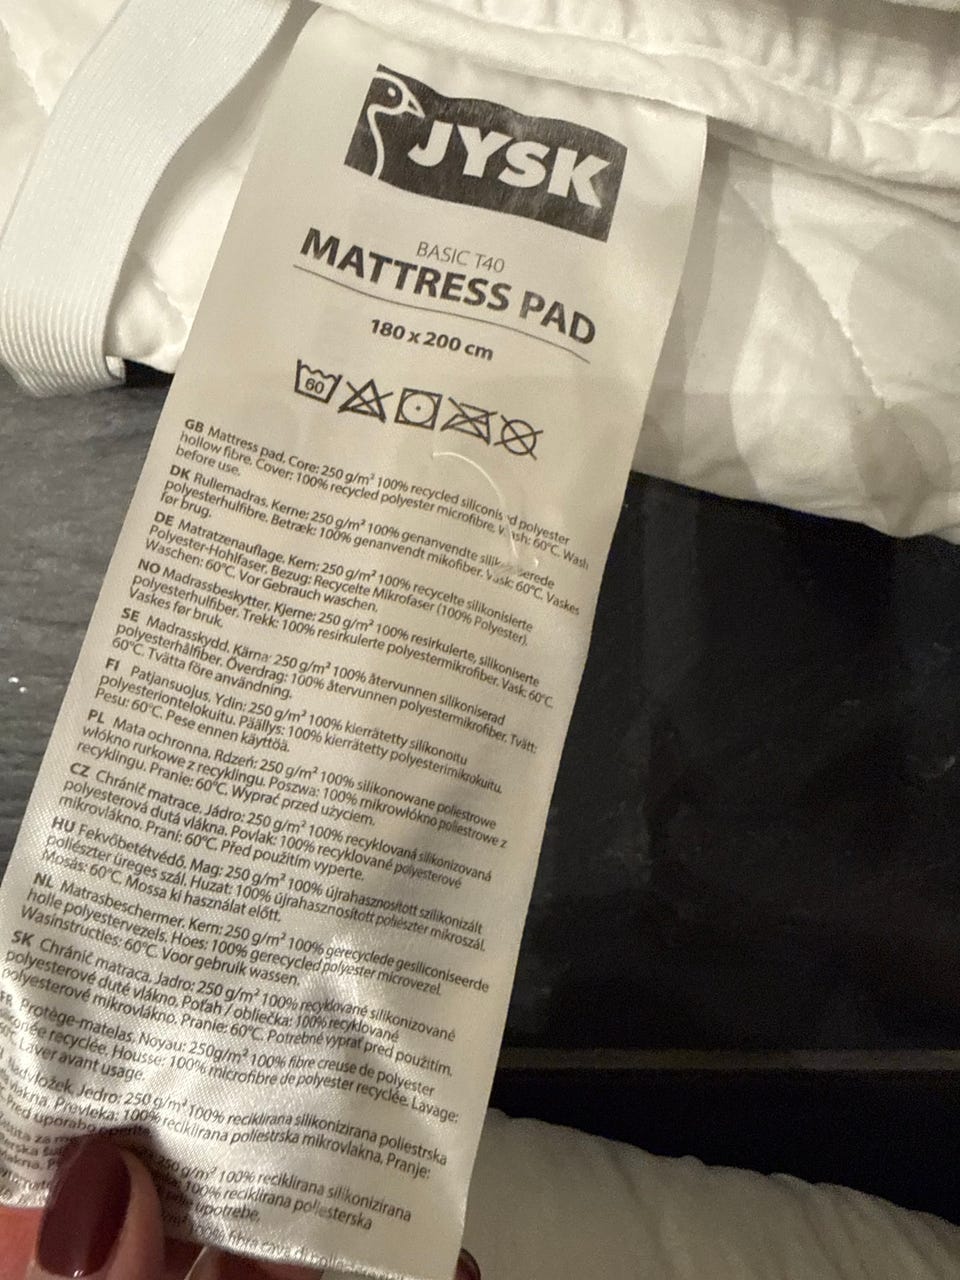 JYSK
BASIC T40
MATTRESS PAD
180 x 200 cm
60
GB Mattress pad. Core: 250 g/m² 100% recycled polyester
hollow fibre. Cover: 100% recycled polyester microfibre. Wash: 60°C. Wash
before use.
DK Rullemadras. Kerne: 250 g/m² 100% genanvendte
polyesterhulfibre. Betræk: 100% genanvendt mikofiber. Vask: 60°C. Vaskes
før brug.
DE Matratzenauflage. Kern: 250 g/m² 100% recycelte silikonisierte
Polyester-Hohlfaser. Bezug: Recycelte Mikrofaser (100% Polyester).
Waschen: 60°C. Vor Gebrauch waschen.
NO Madrassbeskytter. Kjerne: 250 g/m² 100% resirkulerte, silikoniserte
polyesterhulfiber. Trekk: 100% resirkulerte polyestermikrofiber. Vask: 60°C.
Vaskes før bruk.
SE Madrasskydd. Kärna: 250 g/m² 100% återvunnen silikoniserad
polyesterhålfiber. Överdrag: 100% återvunnen polyestermikrofiber. Tvätt:
60°C. Tvätta före användning.
FI Patjansuojus. Ydin: 250 g/m² 100% kierrätetty silikonoitu
polyesteriontelokuitu. Päällys: 100% kierrätetty polyesterimikrokuitu.
Pesu: 60°C. Pese ennen käyttöä.
PL Mata ochronna. Rdzeń: 250 g/m² 100% silikonowane poliestrowe
włókno rurkowe z recyklingu. Poszwa: 100% mikrowłókno poliestrowe z
recyklingu. Pranie: 60°C. Wyprać przed użyciem.
CZ Chránič matrace. Jádro: 250 g/m² 100% recyklovaná silikonizovaná
polyesterová dutá vlákna. Povlak: 100% recyklované polyesterové
mikrovlákno. Praní: 60°C. Před použitím vyperte.
HU Fekvőbetétvédő. Mag: 250 g/m² 100% újrahasznosított szilikonizált
poliészter üreges szál. Huzat: 100% újrahasznosított poliészter mikroszál.
Mosás: 60°C. Mossa ki használat előtt.
NL Matrasbeschermer. Kern: 250 g/m² 100% gerecyclede gesiliconiseerde
holle polyestervezels. Hoes: 100% gerecycled polyester microvezel.
Wasinstructies: 60°C. Voor gebruik wassen.
SK Chránič matraca. Jadro: 250 g/m² 100% recyklované silikonizované
polyesterové duté vlákno. Poťah / obliečka: 100% recyklované
polyesterové mikrovlákno. Pranie: 60°C. Potrebné vyprať pred použitím.
FR Protège-matelas. Noyau: 250g/m² 100% fibre creuse de polyester
recyclée. Housse: 100% microfibre de polyester recyclée. Lavage:
Laver avant usage.
Nadvložek. Jedro: 250 g/m² 100% reciklirana silikonizirana poliestrska
vlakna. Prevleka: 100% reciklirana poliestrska mikrovlakna. Pranje:
Pred uporabo
250 g/m² 100% reciklirana silikonizirana
100% reciklirana poliesterska
upotrebe.